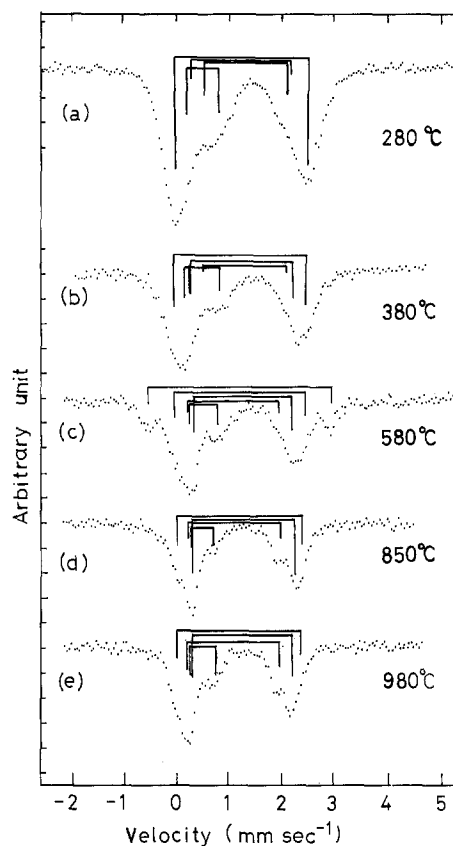 (a)
280 °C
(b)
380°C
(c)
580°C
850°C
(d)
(e)
980°C
Arbitrary unit
-2 -1 0 1 2 3 4 5
Velocity (mm sec⁻¹)